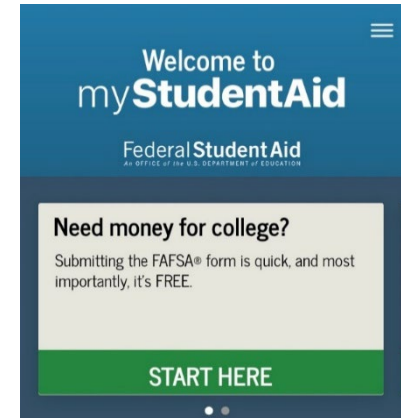 Welcome to
myStudentAid
Federal Student Aid
An OFFICE of the U.S. DEPARTMENT of EDUCATION
Need money for college?
Submitting the FAFSA® form is quick, and most
importantly, it's FREE.
START HERE